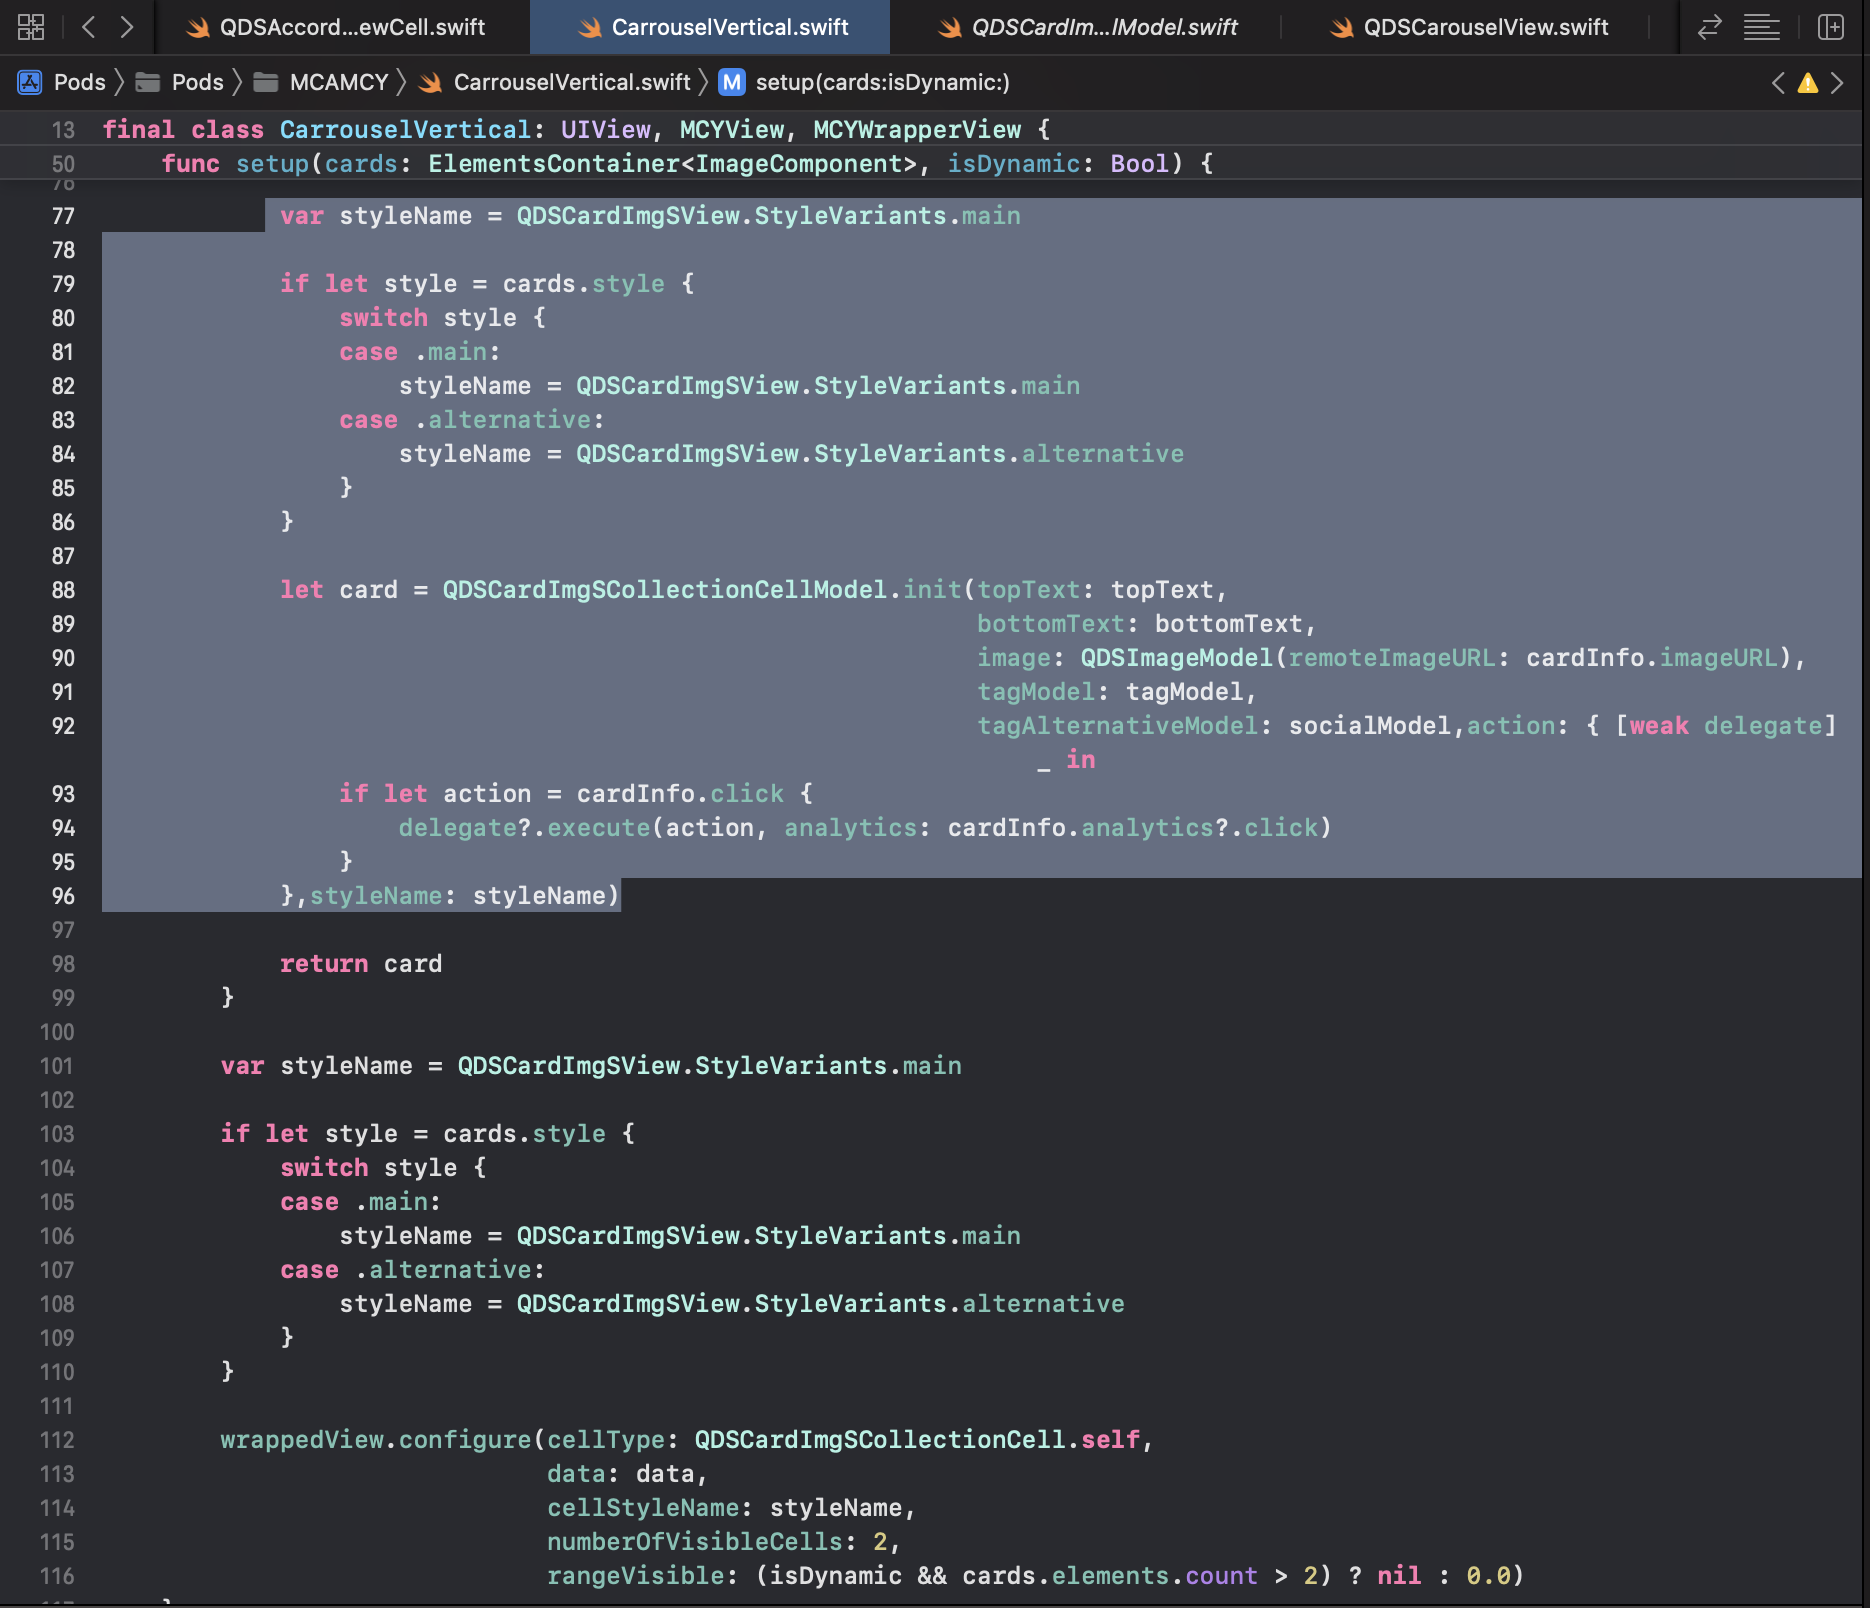 QDSAccord...ewCell.swift
CarrouselVertical.swift
QDSCardIm...lModel.swift
QDSCarouselView.swift
Pods
Pods
MCAMCY
CarrouselVertical.swift
M
setup(cards:isDynamic:)
13 final class CarrouselVertical: UIView, MCYView, MCYWrapperView {
50 func setup(cards: ElementsContainer<ImageComponent>, isDynamic: Bool) {
76
77 var styleName = QDSCardImgSView.StyleVariants.main
78
79 if let style = cards.style {
80 switch style {
81 case .main:
82 styleName = QDSCardImgSView.StyleVariants.main
83 case .alternative:
84 styleName = QDSCardImgSView.StyleVariants.alternative
85 }
86 }
87
88 let card = QDSCardImgSCollectionCellModel.init(topText: topText,
89 bottomText: bottomText,
90 image: QDSImageModel(remoteImageURL: cardInfo.imageURL),
91 tagModel: tagModel,
92 tagAlternativeModel: socialModel,action: { [weak delegate]
_ in
93 if let action = cardInfo.click {
94 delegate?.execute(action, analytics: cardInfo.analytics?.click)
95 }
96 },styleName: styleName)
97
98 return card
99 }
100
101 var styleName = QDSCardImgSView.StyleVariants.main
102
103 if let style = cards.style {
104 switch style {
105 case .main:
106 styleName = QDSCardImgSView.StyleVariants.main
107 case .alternative:
108 styleName = QDSCardImgSView.StyleVariants.alternative
109 }
110 }
111
112 wrappedView.configure(cellType: QDSCardImgSCollectionCell.self,
113 data: data,
114 cellStyleName: styleName,
115 numberOfVisibleCells: 2,
116 rangeVisible: (isDynamic && cards.elements.count > 2) ? nil : 0.0)